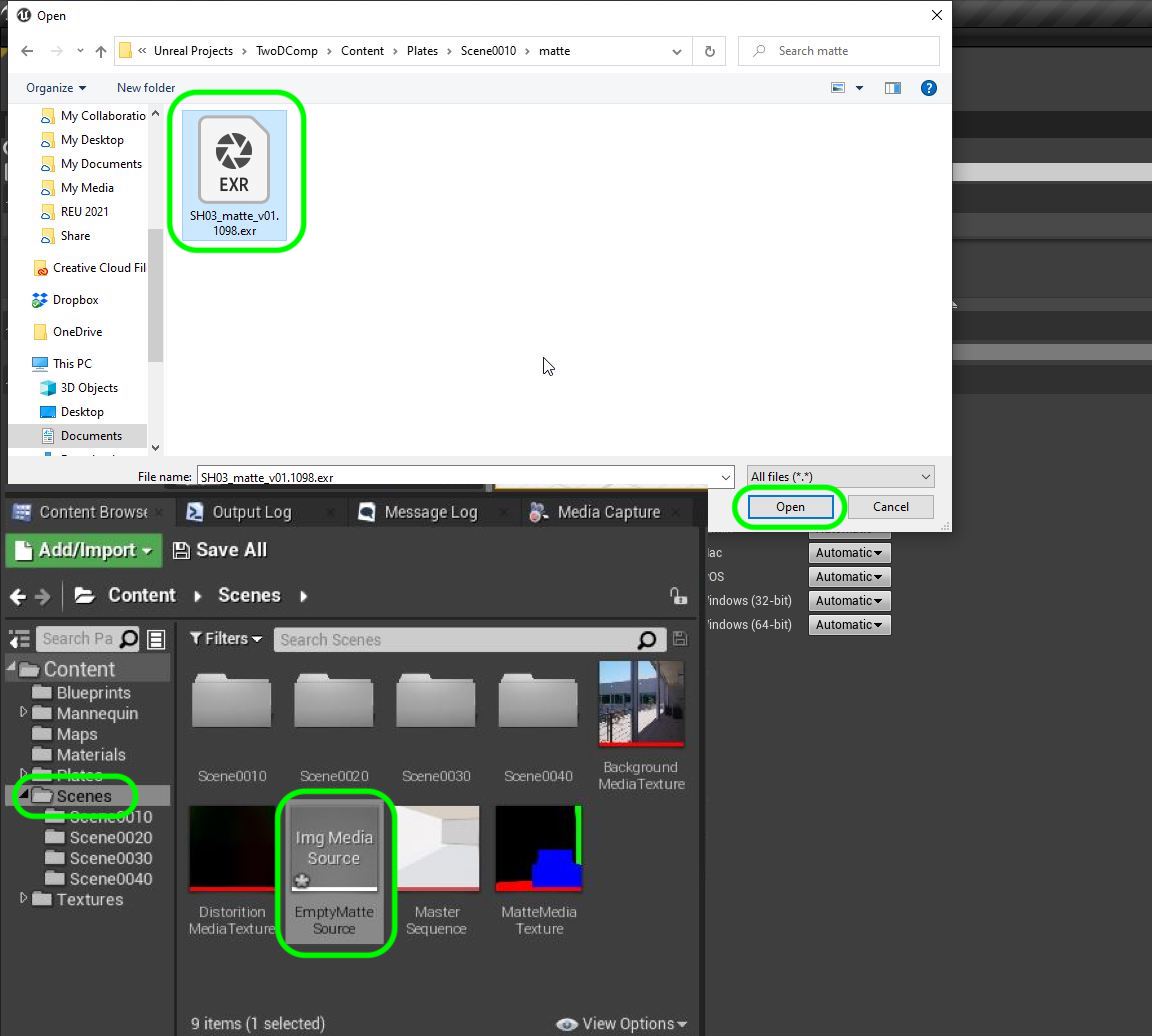 Open
« Unreal Projects > TwoDComp > Content > Plates > Scene0010 > matte
Search matte
Organize
New folder
My Collaboratio
My Desktop
My Documents
My Media
REU 2021
Share
Creative Cloud Fil
Dropbox
OneDrive
This PC
3D Objects
Desktop
Documents
EXR
SH03_matte_v01.
1098.exr
File name:
SH03_matte_v01.1098.exr
All files (*.*)
Open
Cancel
Content Browse
Output Log
Message Log
Media Capture
Add/Import
Save All
Content
Scenes
Automatic
Automatic
Windows (32-bit) Automatic
Windows (64-bit) Automatic
Search Pa
Filters
Search Scenes
Content
Blueprints
Mannequin
Maps
Materials
Plates
Scenes
Scene0010
Scene0020
Scene0030
Scene0040
Textures
Scene0010
Scene0020
Scene0030
Scene0040
Background
MediaTexture
Img Media
Source
Distorition
MediaTexture
EmptyMatte
Source
Master
Sequence
MatteMedia
Texture
9 items (1 selected)
View Options